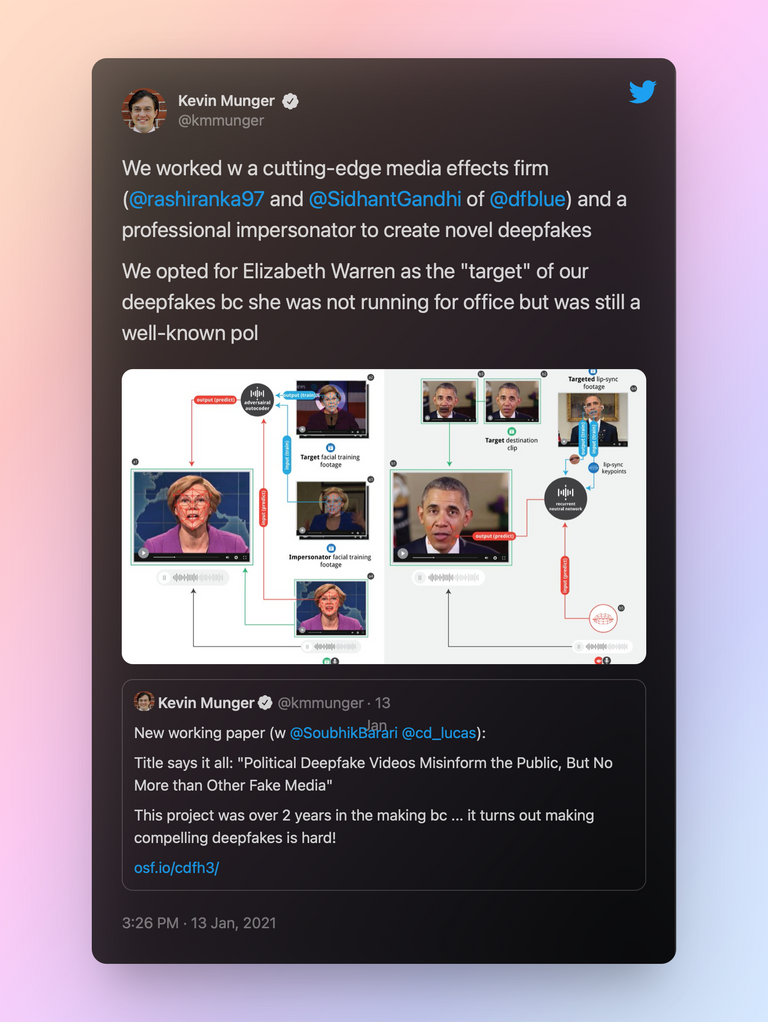 Kevin Munger
@kmmunger
We worked w a cutting-edge media effects firm
(@rashiranka97 and @SidhantGandhi of @dfblue) and a
professional impersonator to create novel deepfakes
We opted for Elizabeth Warren as the "target" of our
deepfakes bc she was not running for office but was still a
well-known pol
adversairal
autocoder
output (predict)
output (train)
input (train)
input (predict)
Target facial training
footage
Impersonator facial training
footage
Target destination
clip
Targeted lip-sync
footage
lip-sync
keypoints
recurrent
neural network
output (predict)
input (predict)
Kevin Munger @kmmunger · 13
Jan
New working paper (w @SoubhikBarari @cd_lucas):
Title says it all: "Political Deepfake Videos Misinform the Public, But No
More than Other Fake Media"
This project was over 2 years in the making bc ... it turns out making
compelling deepfakes is hard!
osf.io/cdfh3/
3:26 PM · 13 Jan, 2021